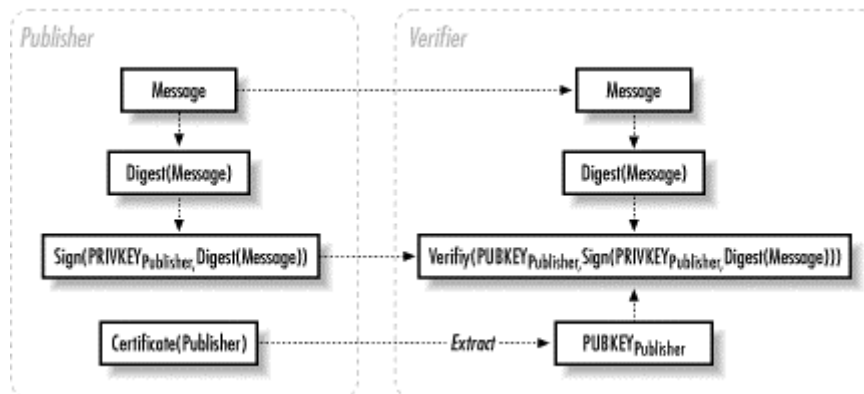 Publisher
Verifier
Message
Message
Digest(Message)
Digest(Message)
Sign(PRIVKEYPublisher,Digest(Message))
Verifiy(PUBKEYPublisher,Sign(PRIVKEYPublisher,Digest(Message)))
Certificate(Publisher)
Extract
PUBKEYPublisher